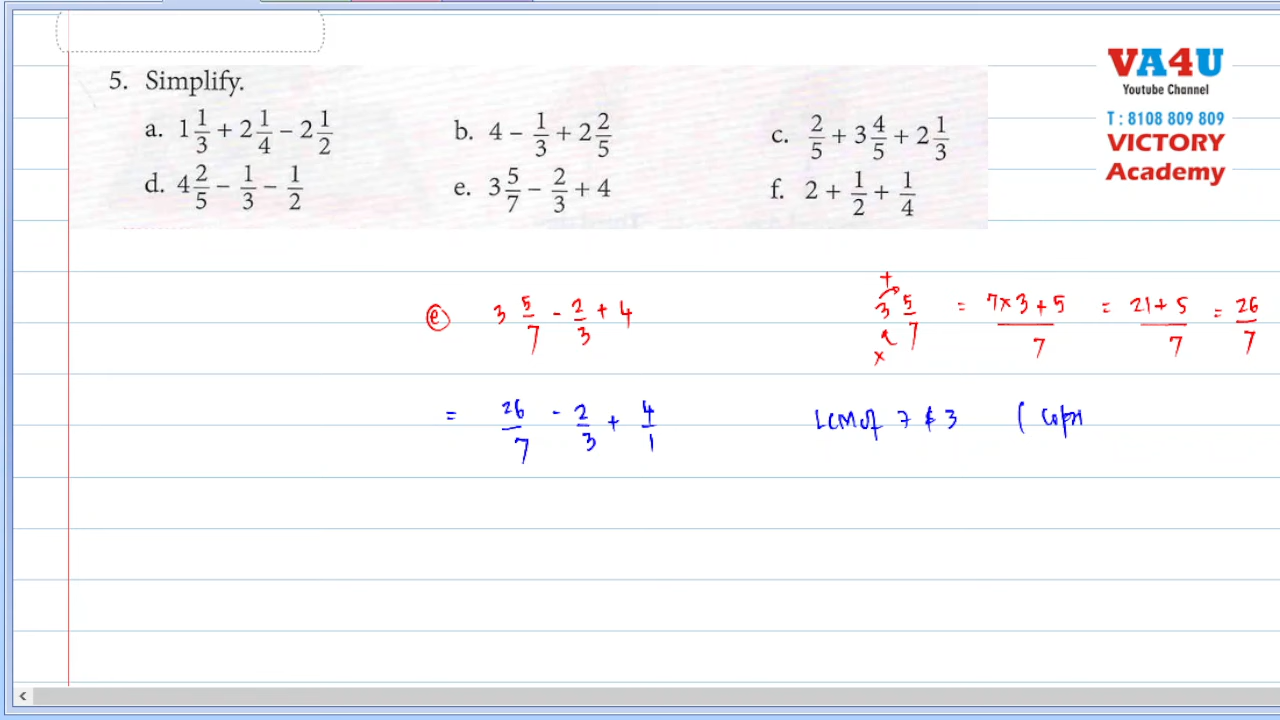 VA4U
Youtube Channel
T : 8108 809 809
VICTORY
Academy
5. Simplify.
a. 1 1/3 + 2 1/4 − 2 1/2 b. 4 − 1/3 + 2 2/5 c. 2/5 + 3 4/5 + 2 1/3
d. 4 2/5 − 1/3 − 1/2 e. 3 5/7 − 2/3 + 4 f. 2 + 1/2 + 1/4
(e) 3 5/7 - 2/3 + 4 + × 3 5/7 = 7×3+5/7 = 21+5/7 = 26/7
= 26/7 - 2/3 + 4/1 LCM of 7 & 3 (